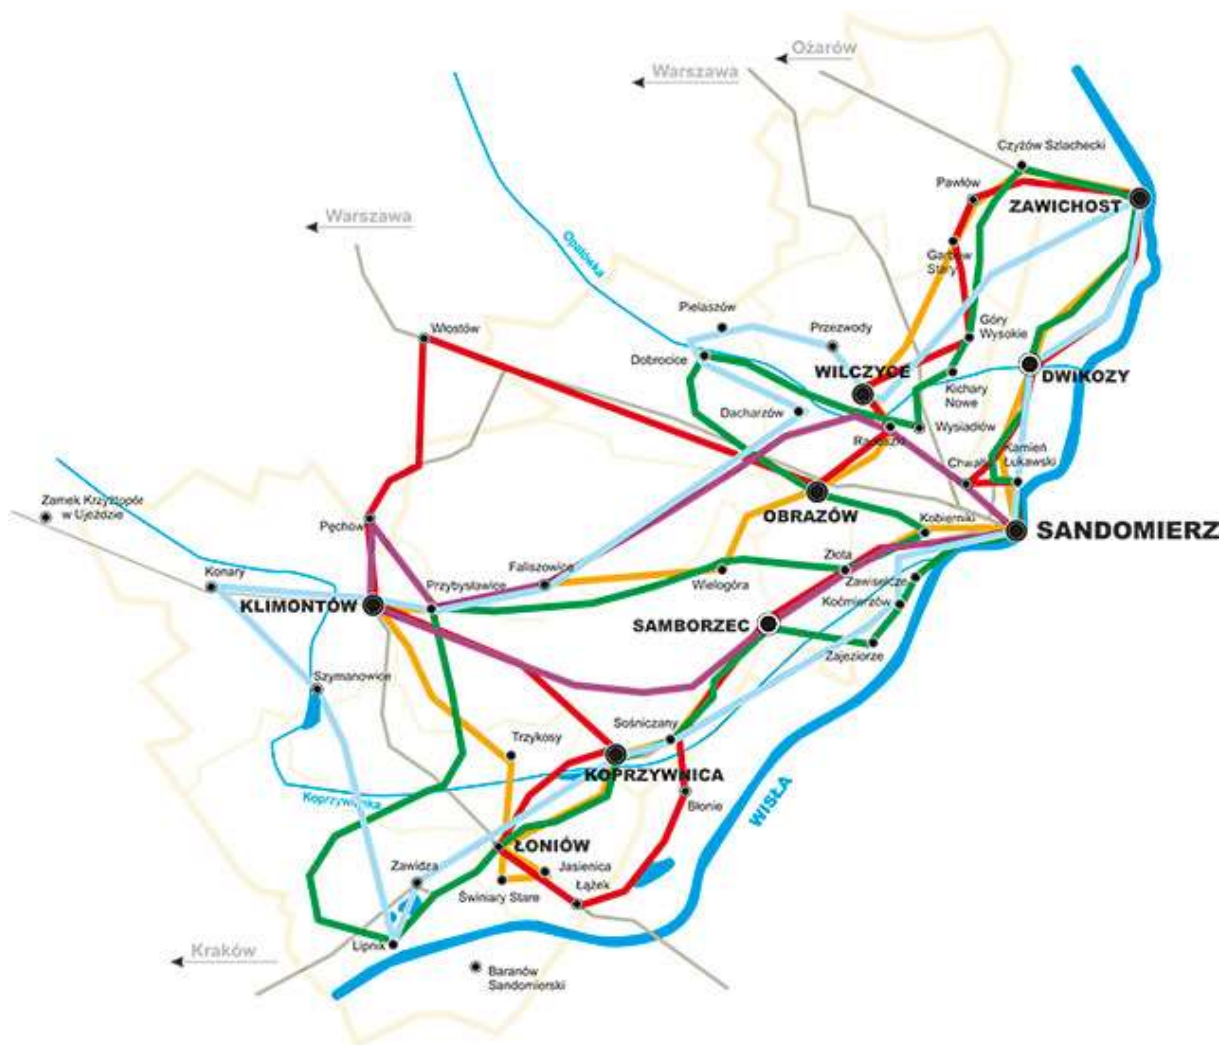 Ożarów
Warszawa
Czyżów Szlachecki
Pawłów
ZAWICHOST
Warszawa
Opatówka
Garbów
Stary
Pielaszów
Przezwody
Góry
Wysokie
Włostów
Dobrocice
WILCZYCE
DWIKOZY
Kichary
Nowe
Dacharzów
Radoszki
Wysiadłów
Kamień
Łukawski
Zamek Krzyżtopór
w Ujeździe
Pęchów
OBRAZÓW
Kobierniki
SANDOMIERZ
Złota
Konary
Faliszowice
Przybysławice
Wielogóra
Zawisełcze
KLIMONTÓW
Koćmierzów
SAMBORZEC
Zajeziorze
Szymanowice
Sośniczany
Trzykosy
KOPRZYWNICA
Koprzywianka
Błonie
WISŁA
ŁONIÓW
Zawidza
Jasienica
Świniary Stare
Łążek
Lipnik
Kraków
Baranów
Sandomierski